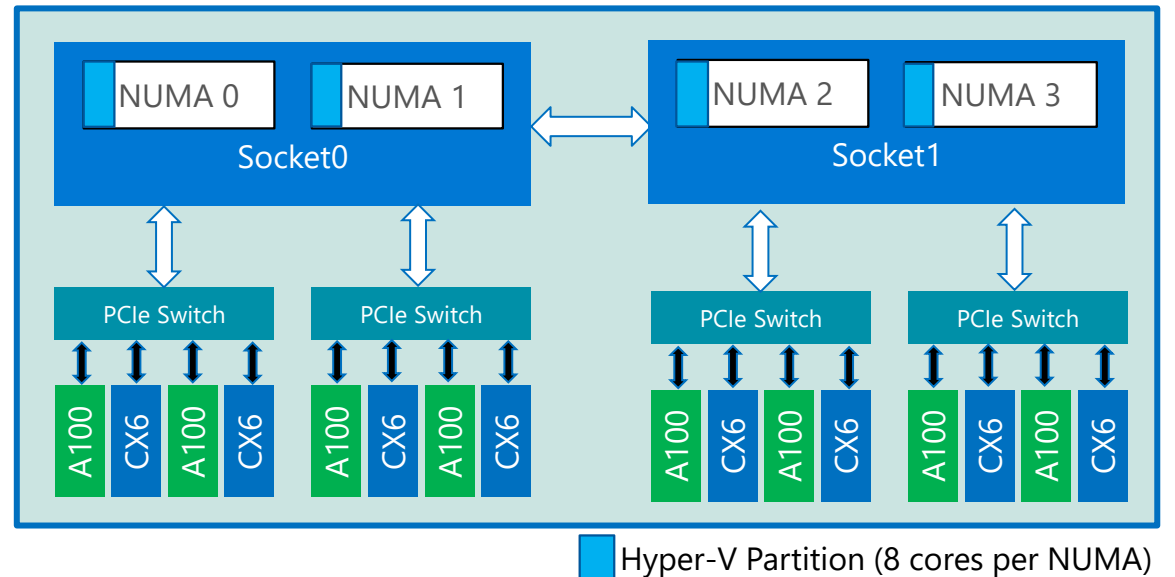 NUMA 0
NUMA 1
NUMA 2
NUMA 3
Socket0
Socket1
PCIe Switch
PCIe Switch
PCIe Switch
PCIe Switch
A100
CX6
A100
CX6
A100
CX6
A100
CX6
A100
CX6
A100
CX6
A100
CX6
A100
CX6
Hyper-V Partition (8 cores per NUMA)